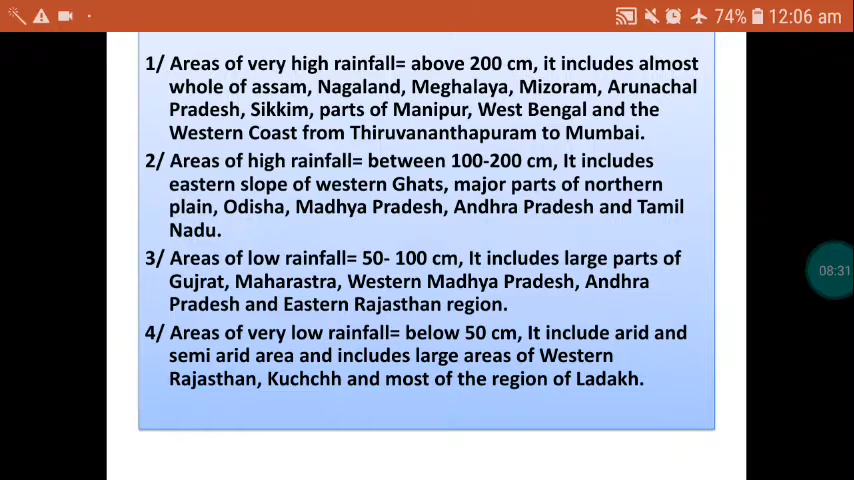 74% 12:06 am
1/ Areas of very high rainfall= above 200 cm, it includes almost
whole of assam, Nagaland, Meghalaya, Mizoram, Arunachal
Pradesh, Sikkim, parts of Manipur, West Bengal and the
Western Coast from Thiruvananthapuram to Mumbai.
2/ Areas of high rainfall= between 100-200 cm, It includes
eastern slope of western Ghats, major parts of northern
plain, Odisha, Madhya Pradesh, Andhra Pradesh and Tamil
Nadu.
08:31
3/ Areas of low rainfall= 50- 100 cm, It includes large parts of
Gujrat, Maharastra, Western Madhya Pradesh, Andhra
Pradesh and Eastern Rajasthan region.
4/ Areas of very low rainfall= below 50 cm, It include arid and
semi arid area and includes large areas of Western
Rajasthan, Kuchchh and most of the region of Ladakh.